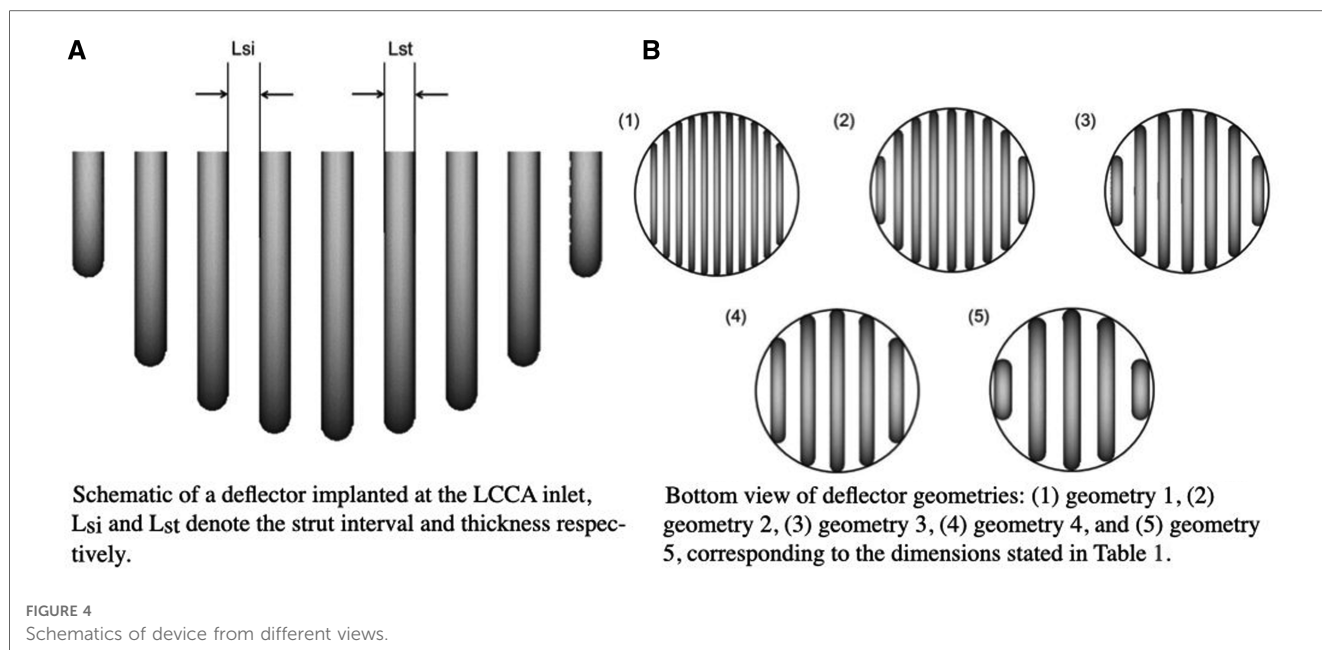 A
Lsi
Lst
B
(1)
(2)
(3)
(4)
(5)
Schematic of a deflector implanted at the LCCA inlet,
Lsi and Lst denote the strut interval and thickness respec-
tively.
Bottom view of deflector geometries: (1) geometry 1, (2)
geometry 2, (3) geometry 3, (4) geometry 4, and (5) geometry
5, corresponding to the dimensions stated in Table 1.
FIGURE 4
Schematics of device from different views.